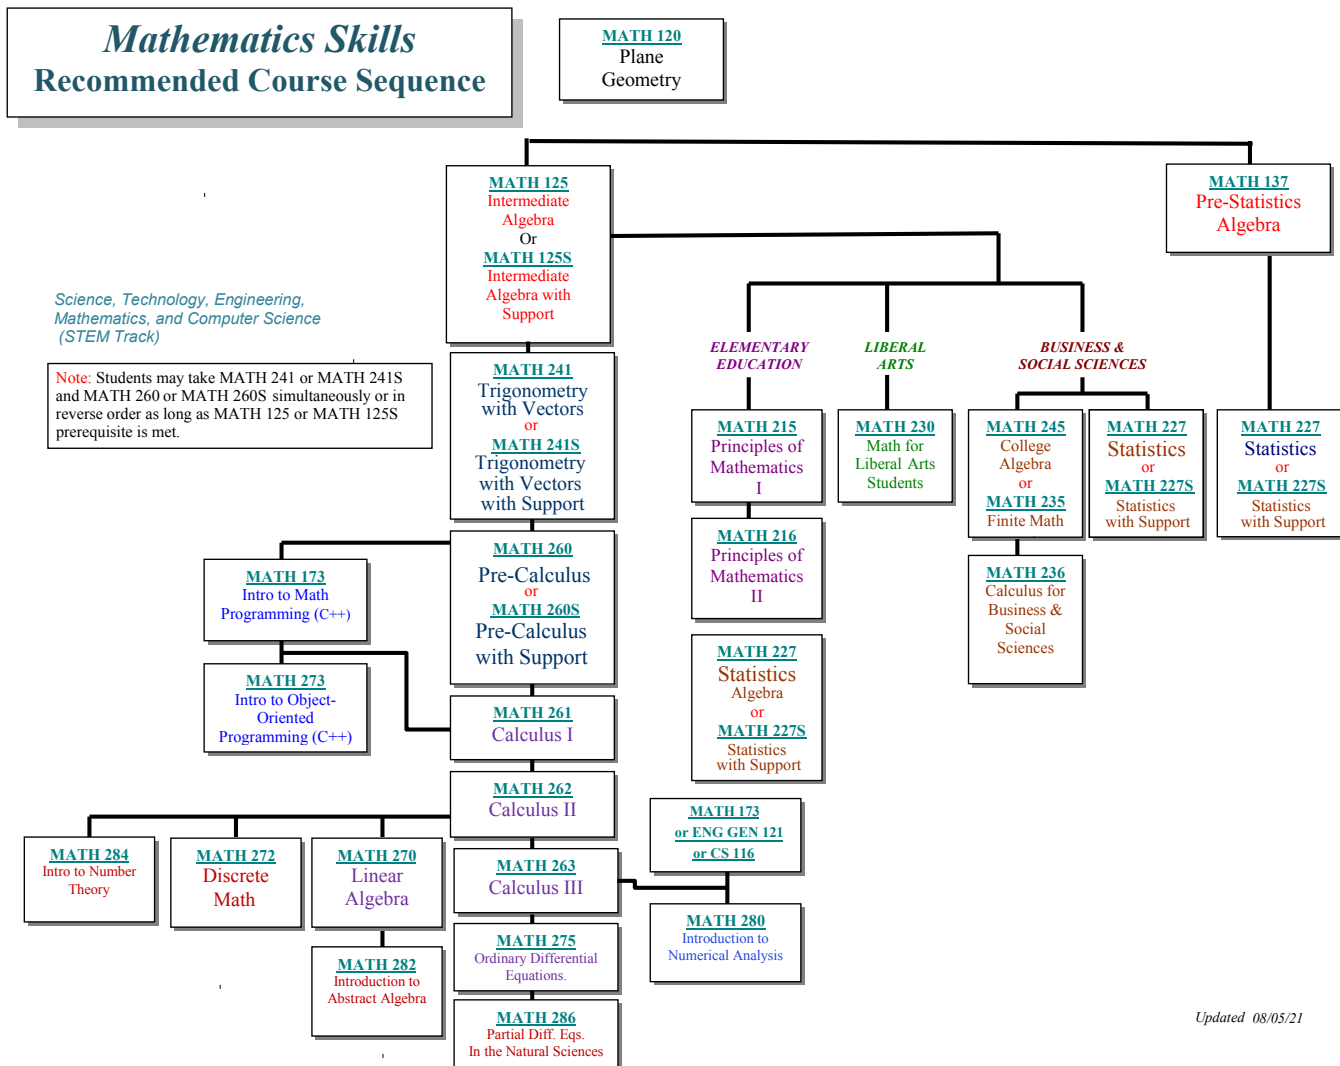 Mathematics Skills
Recommended Course Sequence
MATH 120
Plane
Geometry
MATH 125
Intermediate
Algebra
Or
MATH 125S
Intermediate
Algebra with
Support
MATH 137
Pre-Statistics
Algebra
Science, Technology, Engineering,
Mathematics, and Computer Science
(STEM Track)
Note: Students may take MATH 241 or MATH 241S
and MATH 260 or MATH 260S simultaneously or in
reverse order as long as MATH 125 or MATH 125S
prerequisite is met.
ELEMENTARY
EDUCATION
LIBERAL
ARTS
BUSINESS &
SOCIAL SCIENCES
MATH 241
Trigonometry
with Vectors
or
MATH 241S
Trigonometry
with Vectors
with Support
MATH 215
Principles of
Mathematics
I
MATH 230
Math for
Liberal Arts
Students
MATH 245
College
Algebra
or
MATH 235
Finite Math
MATH 227
Statistics
or
MATH 227S
Statistics
with Support
MATH 227
Statistics
or
MATH 227S
Statistics
with Support
MATH 216
Principles of
Mathematics
II
MATH 236
Calculus for
Business &
Social
Sciences
MATH 260
Pre-Calculus
or
MATH 260S
Pre-Calculus
with Support
MATH 173
Intro to Math
Programming (C++)
MATH 273
Intro to Object-
Oriented
Programming (C++)
MATH 227
Statistics
Algebra
or
MATH 227S
Statistics
with Support
MATH 261
Calculus I
MATH 262
Calculus II
MATH 173
or ENG GEN 121
or CS 116
MATH 284
Intro to Number
Theory
MATH 272
Discrete
Math
MATH 270
Linear
Algebra
MATH 263
Calculus III
MATH 280
Introduction to
Numerical Analysis
MATH 275
Ordinary Differential
Equations.
MATH 282
Introduction to
Abstract Algebra
MATH 286
Partial Diff. Eqs.
In the Natural Sciences
Updated 08/05/21